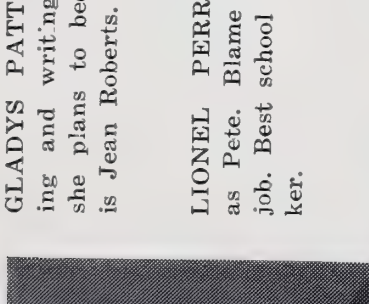 GLADYS PATT
ing and writing
she plans to bec
is Jean Roberts.
LIONEL PERR
as Pete. Blame
job. Best school
ker.